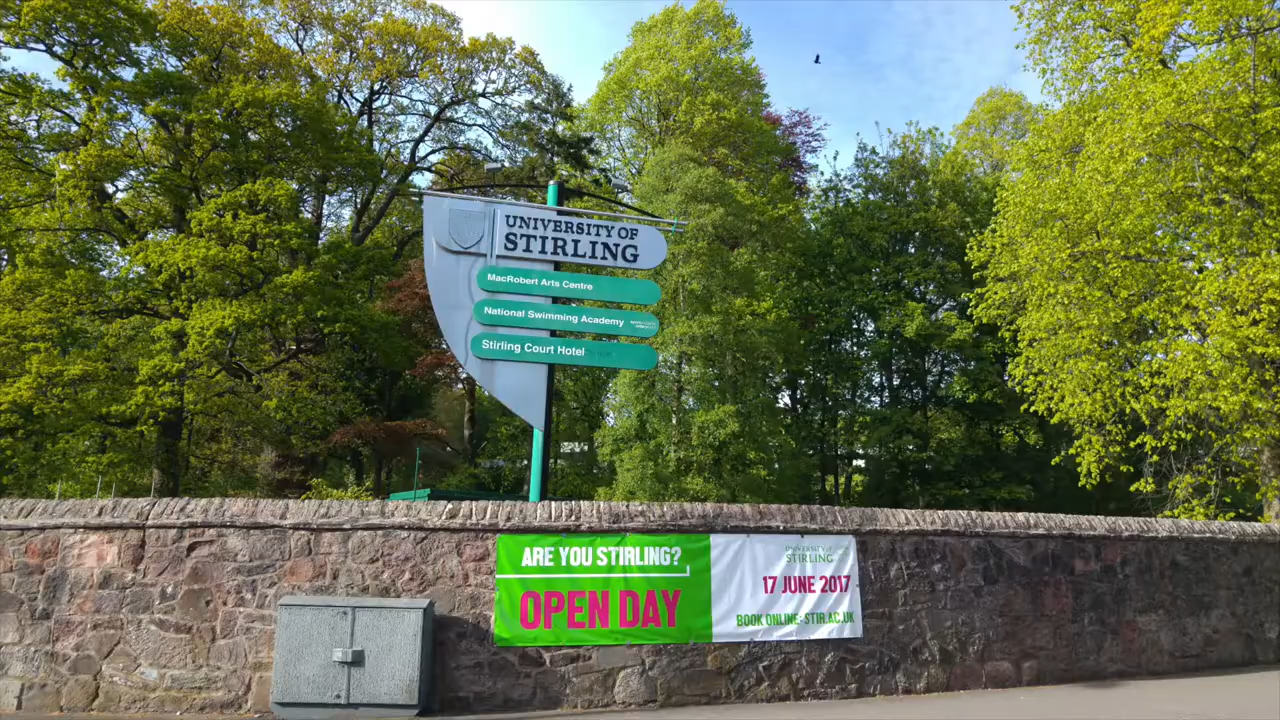 UNIVERSITY OF
STIRLING
MacRobert Arts Centre
National Swimming Academy
Stirling Court Hotel
ARE YOU STIRLING?
OPEN DAY
UNIVERSITY OF
STIRLING
17 JUNE 2017
BOOK ONLINE: STIR.AC.UK